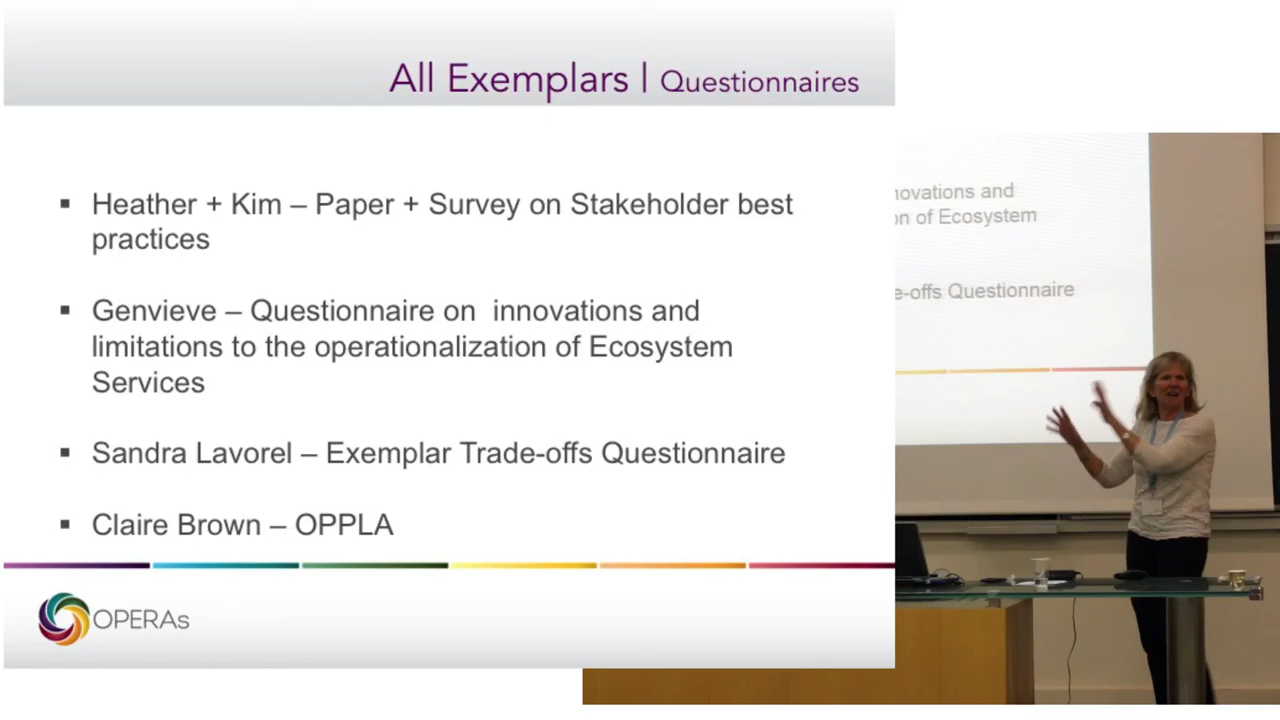 All Exemplars | Questionnaires
▪ Heather + Kim – Paper + Survey on Stakeholder best
practices
▪ Genvieve – Questionnaire on innovations and
limitations to the operationalization of Ecosystem
Services
▪ Sandra Lavorel – Exemplar Trade-offs Questionnaire
▪ Claire Brown – OPPLA
OPERAs
novations and
on of Ecosystem
e-offs Questionnaire